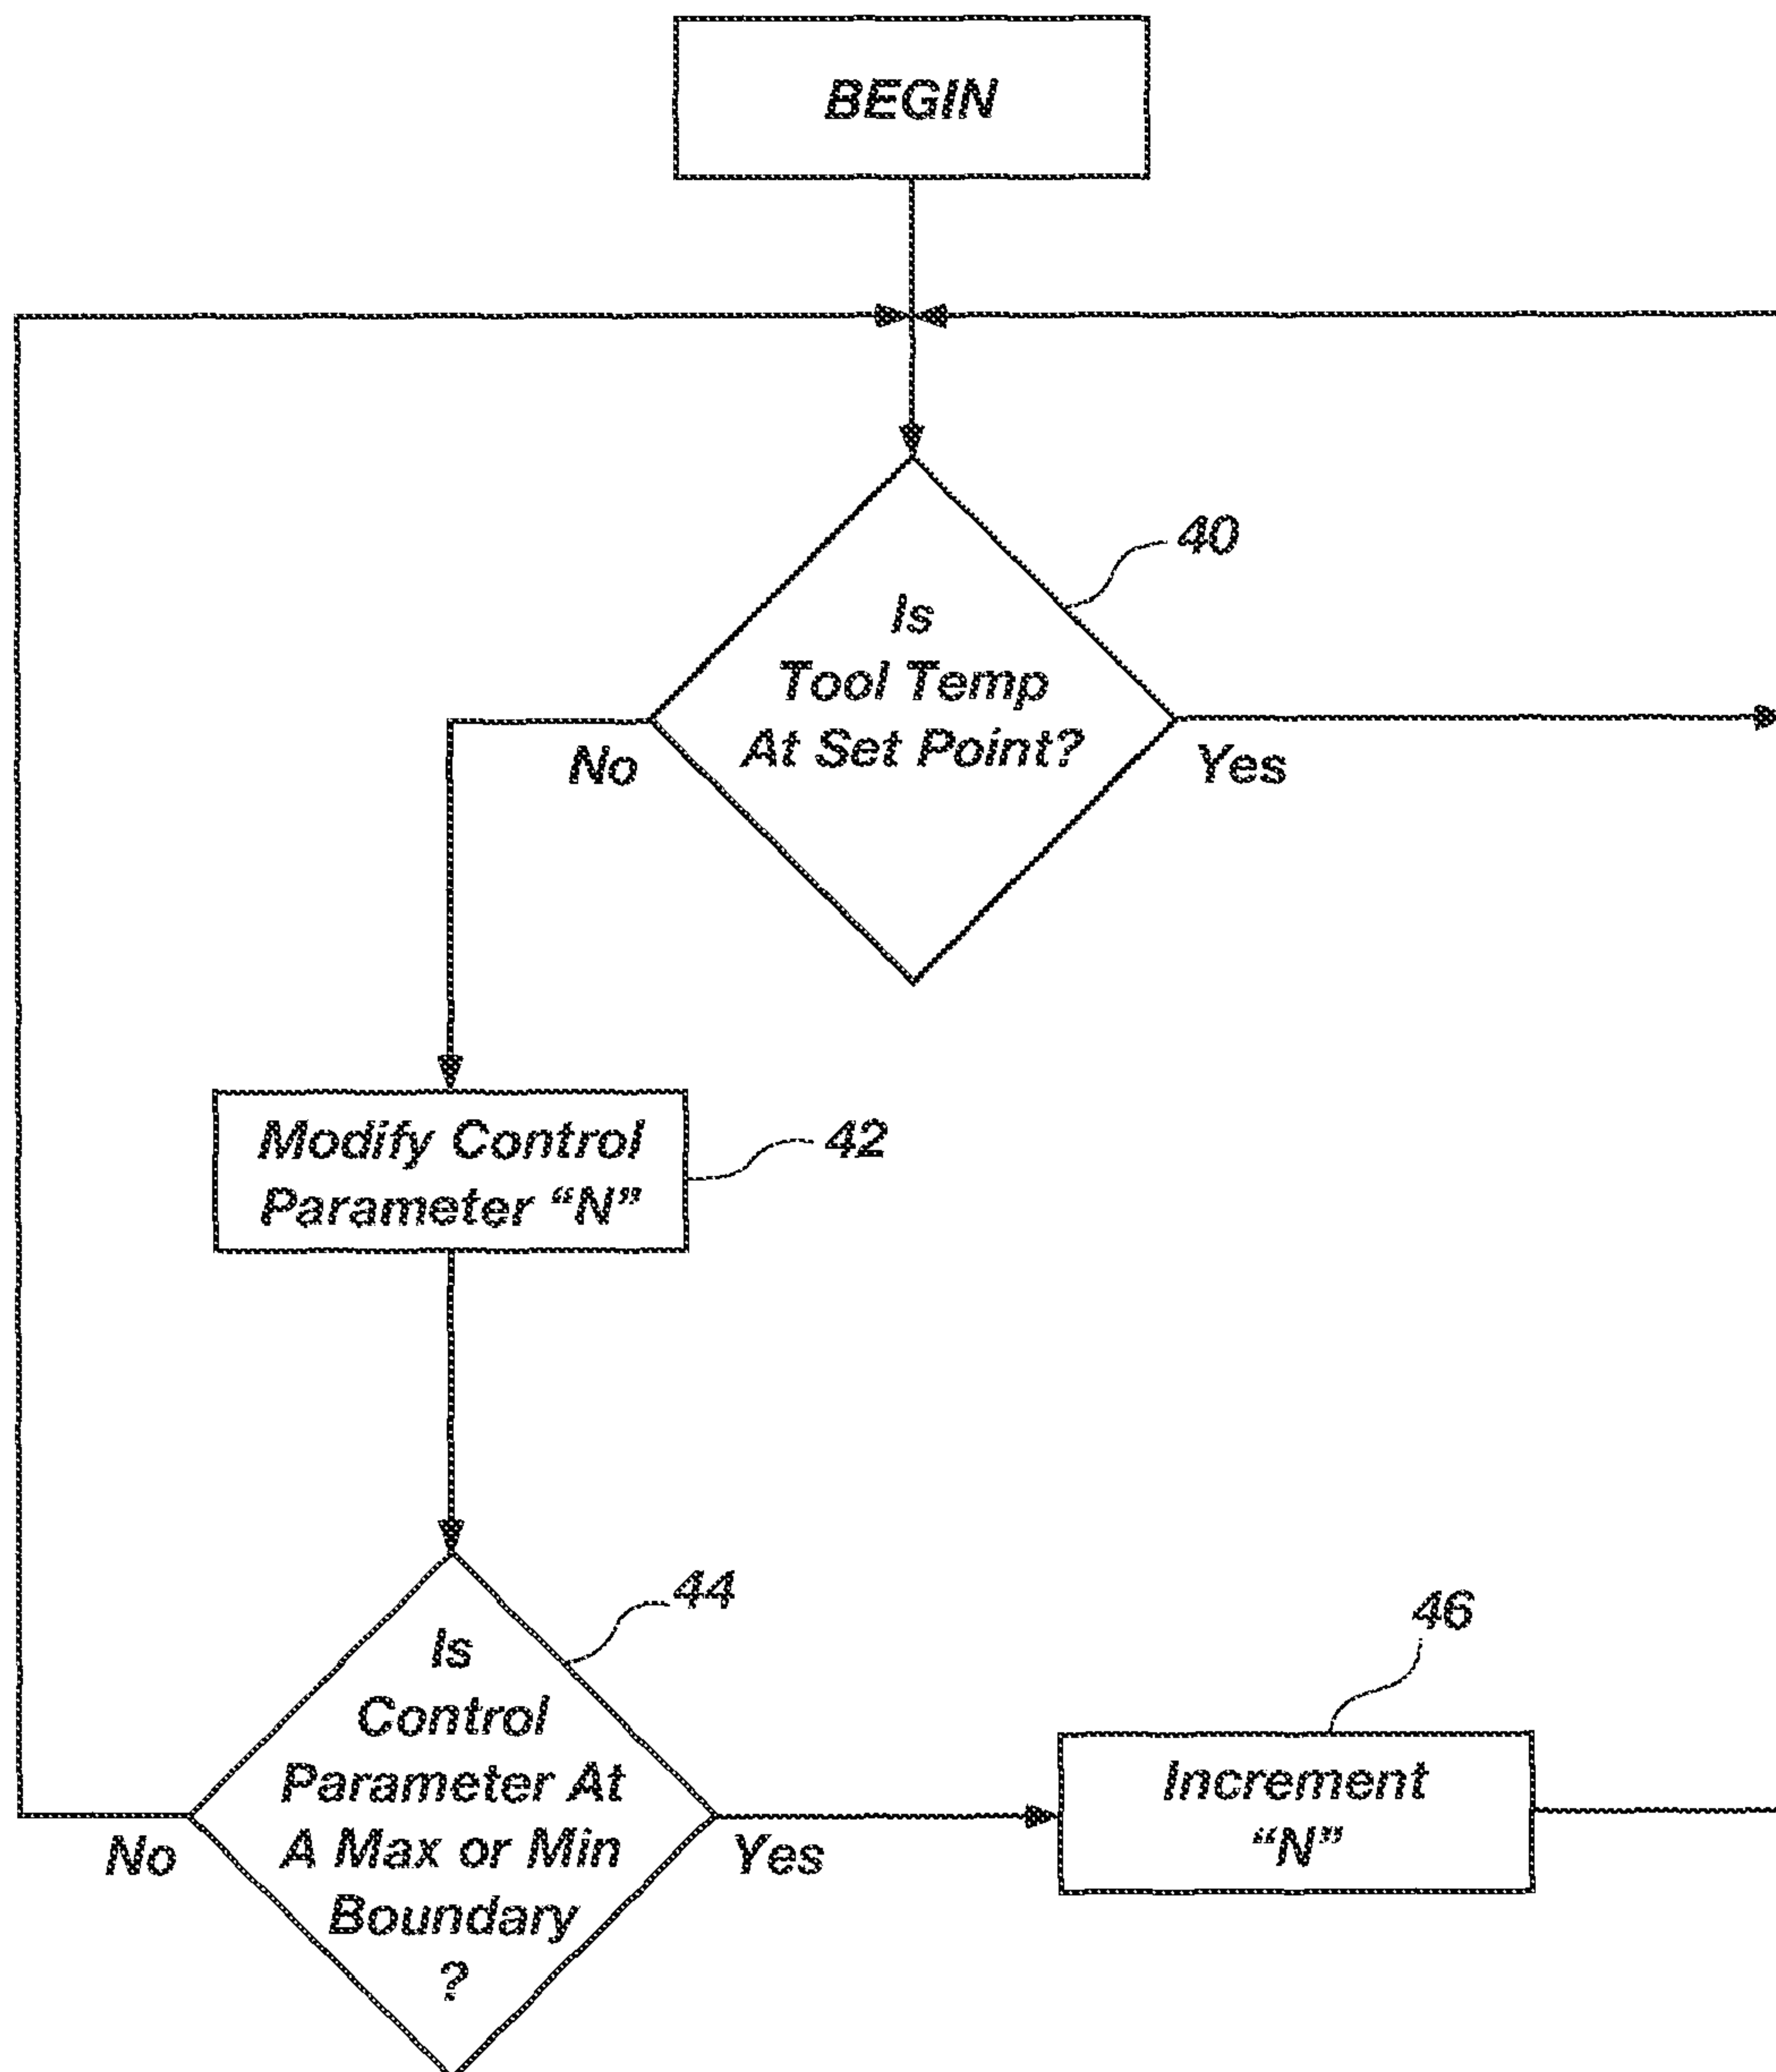 BEGIN
40
Is
Tool Temp
At Set Point?
No
Yes
Modify Control
Parameter “N”
42
44
Is
Control
Parameter At
A Max or Min
Boundary
?
No
Yes
46
Increment
“N”